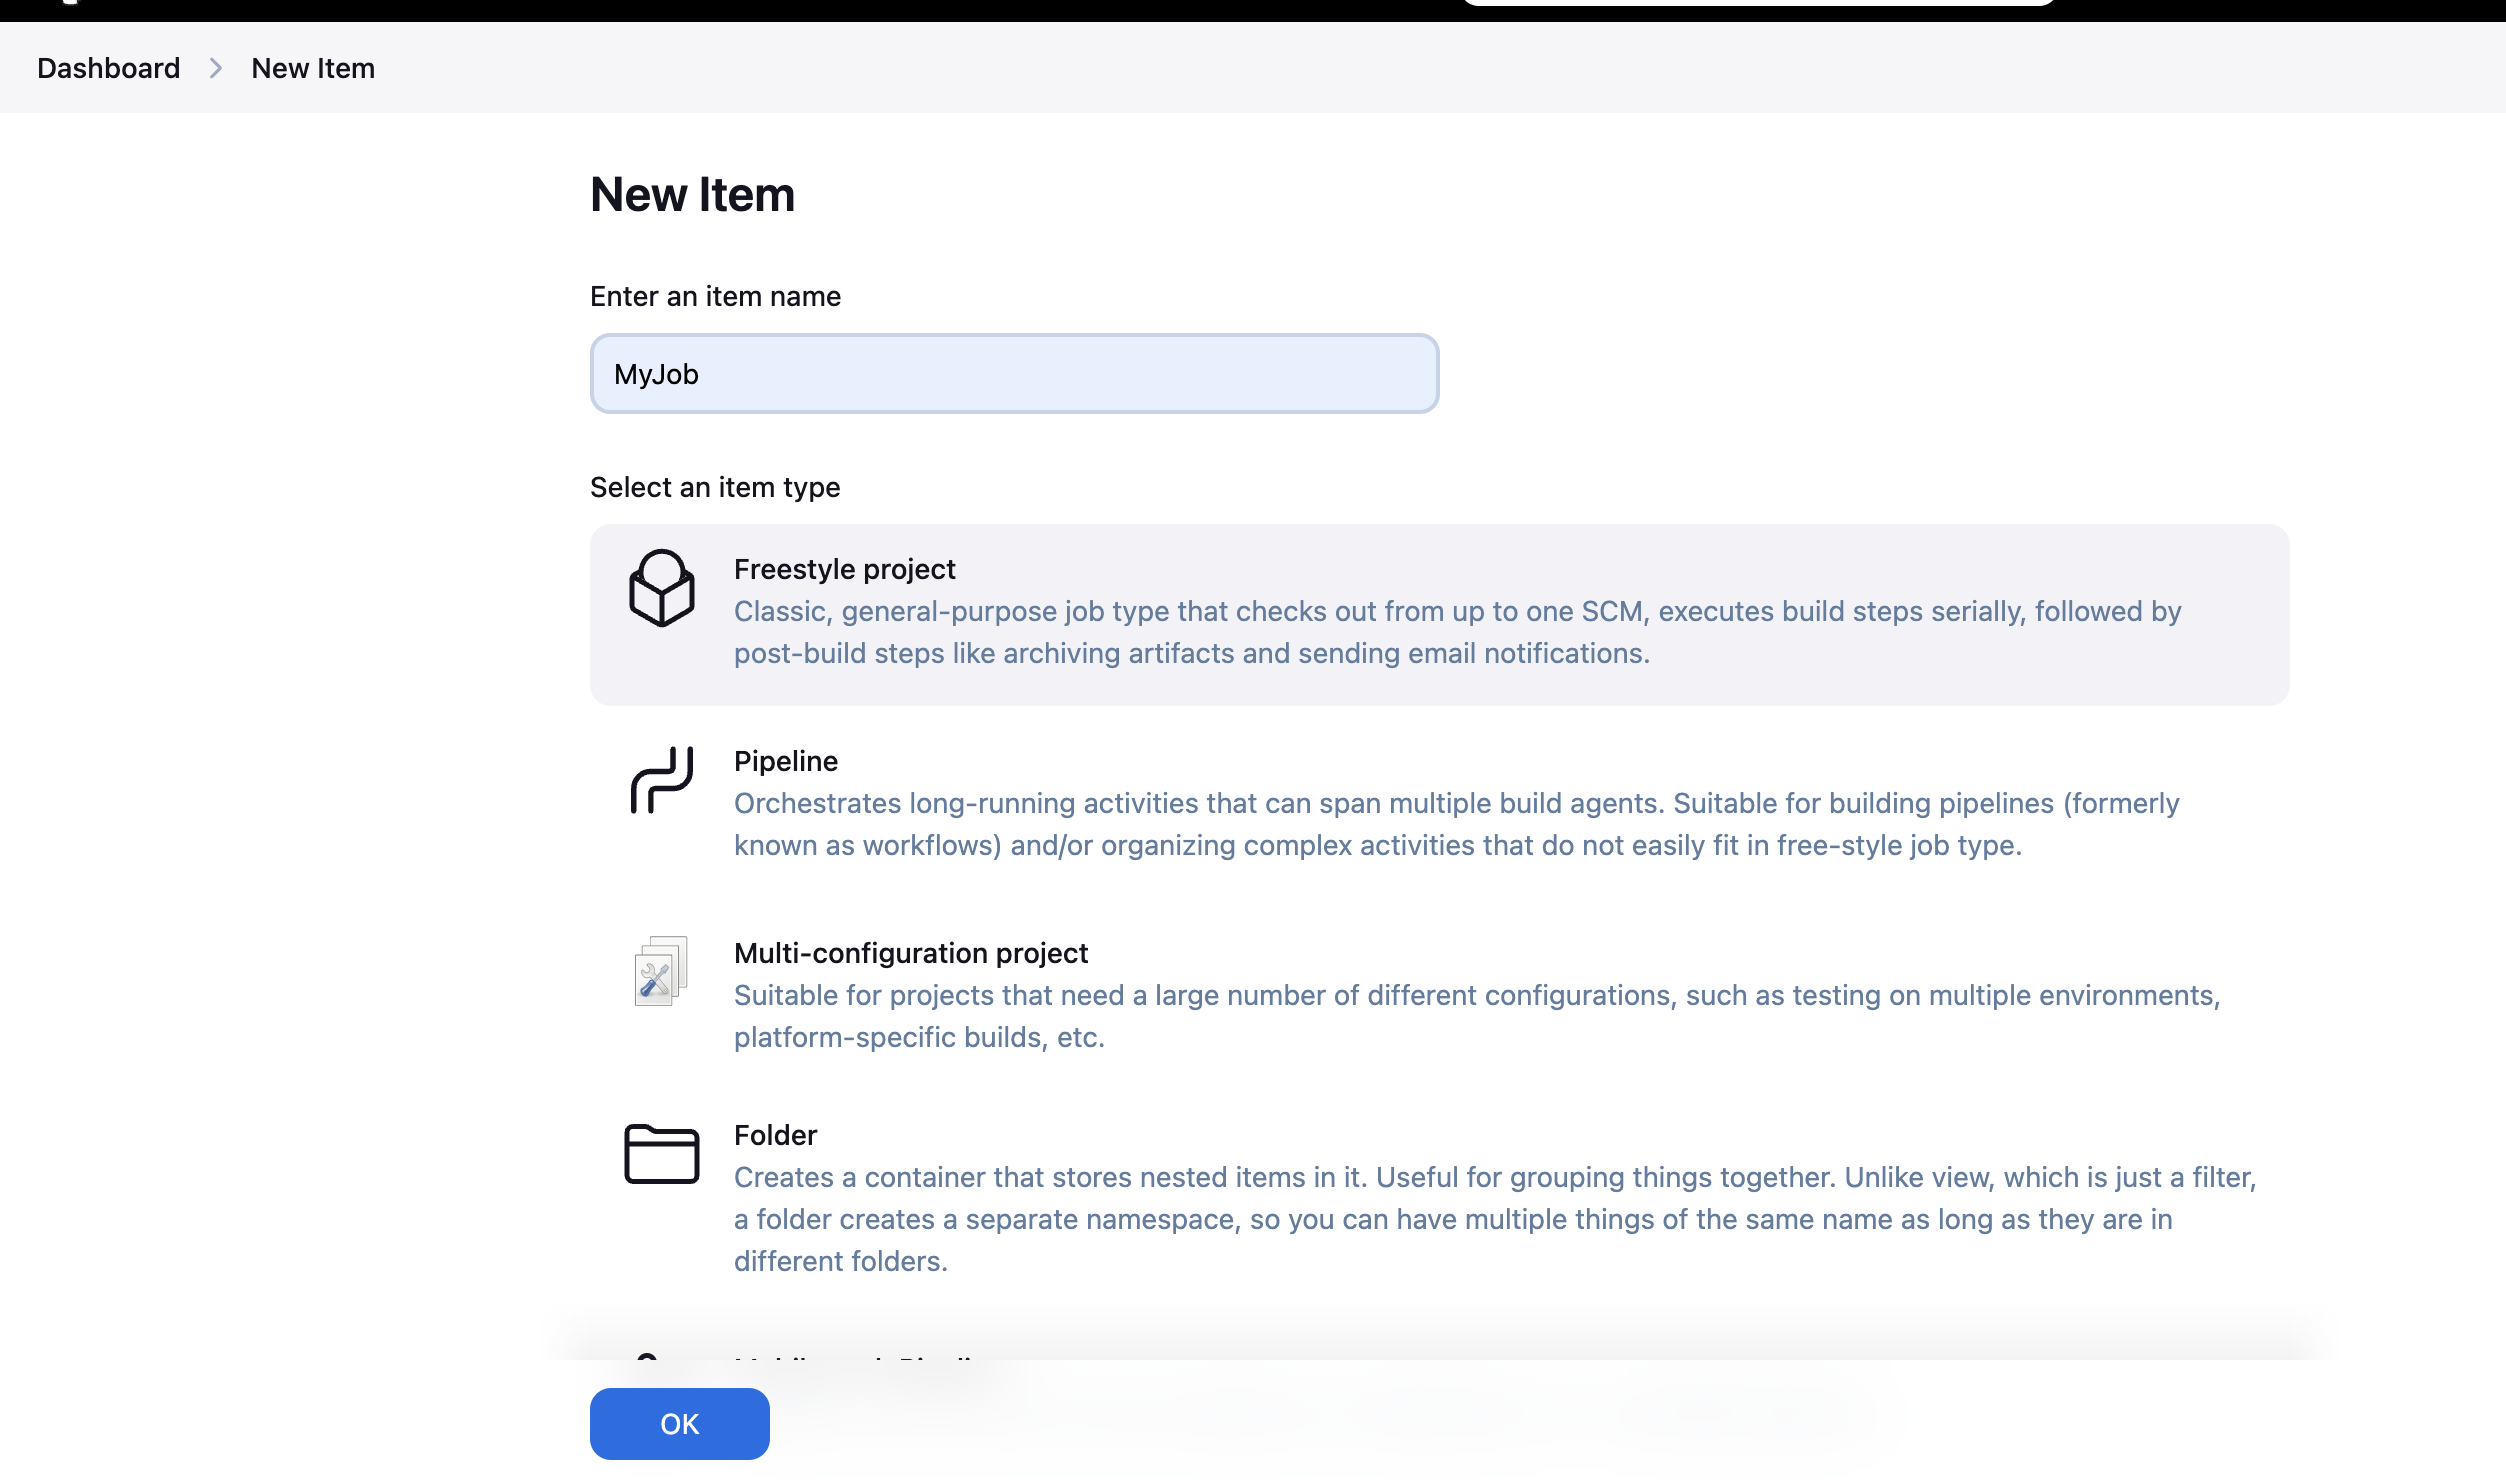 Dashboard > New Item
New Item
Enter an item name
MyJob
Select an item type
Freestyle project
Classic, general-purpose job type that checks out from up to one SCM, executes build steps serially, followed by
post-build steps like archiving artifacts and sending email notifications.
Pipeline
Orchestrates long-running activities that can span multiple build agents. Suitable for building pipelines (formerly
known as workflows) and/or organizing complex activities that do not easily fit in free-style job type.
Multi-configuration project
Suitable for projects that need a large number of different configurations, such as testing on multiple environments,
platform-specific builds, etc.
Folder
Creates a container that stores nested items in it. Useful for grouping things together. Unlike view, which is just a filter,
a folder creates a separate namespace, so you can have multiple things of the same name as long as they are in
different folders.
OK